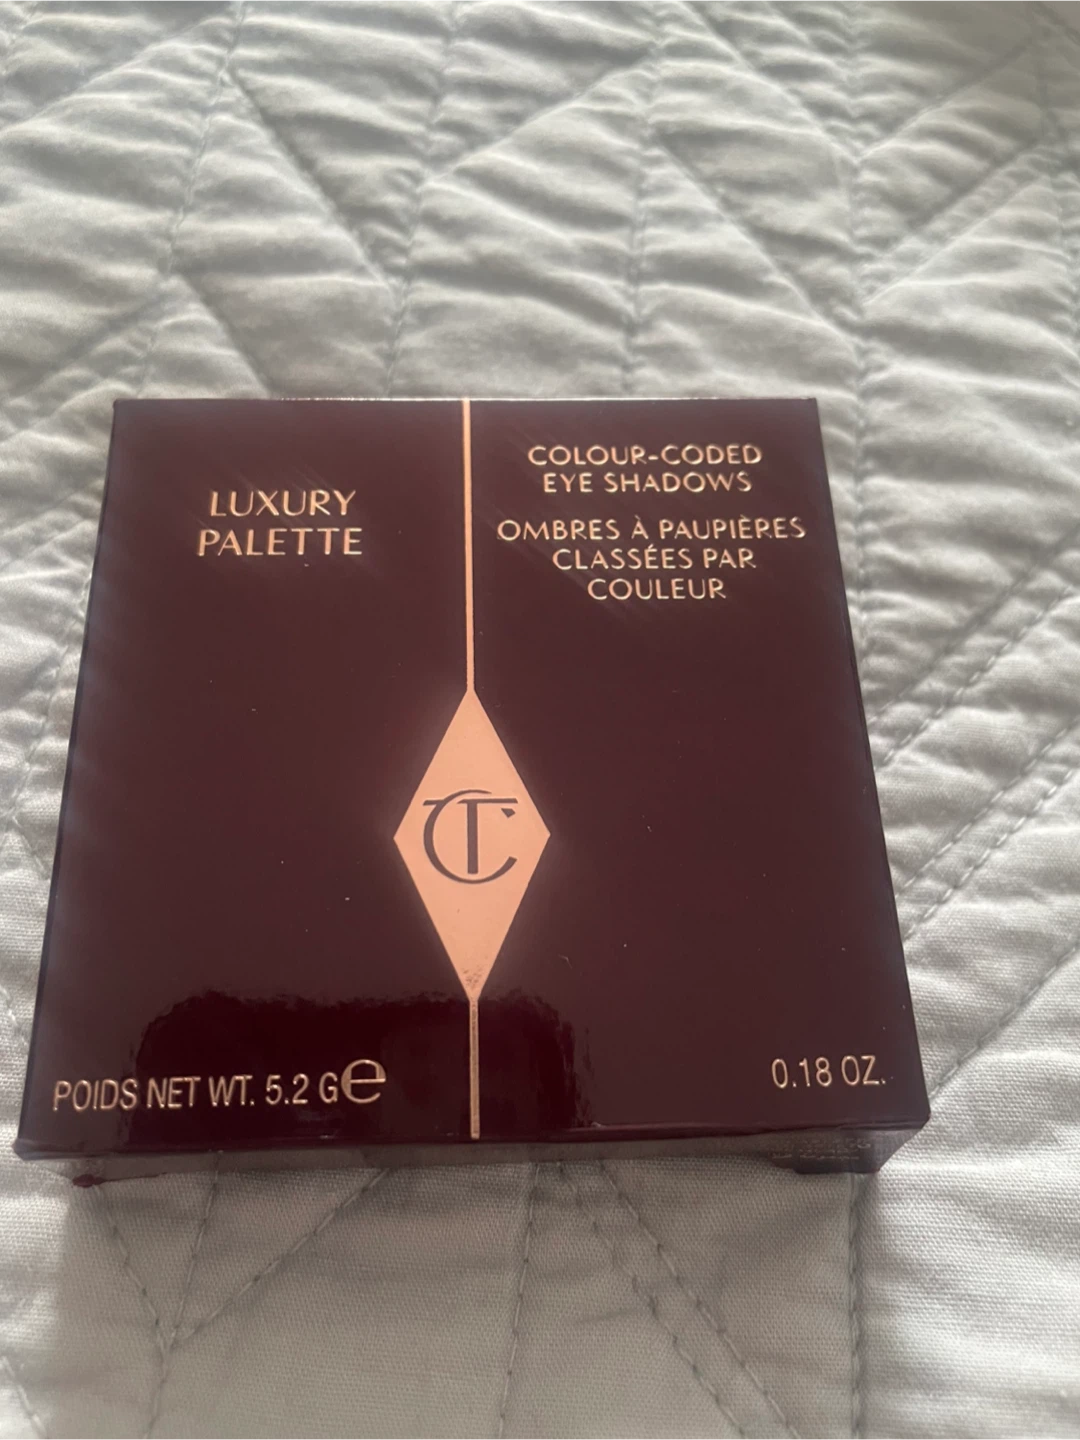 LUXURY
PALETTE
COLOUR-CODED
EYE SHADOWS
OMBRES À PAUPIÈRES
CLASSÉES PAR
COULEUR
CT
POIDS NET WT. 5.2 G℮
0.18 OZ.